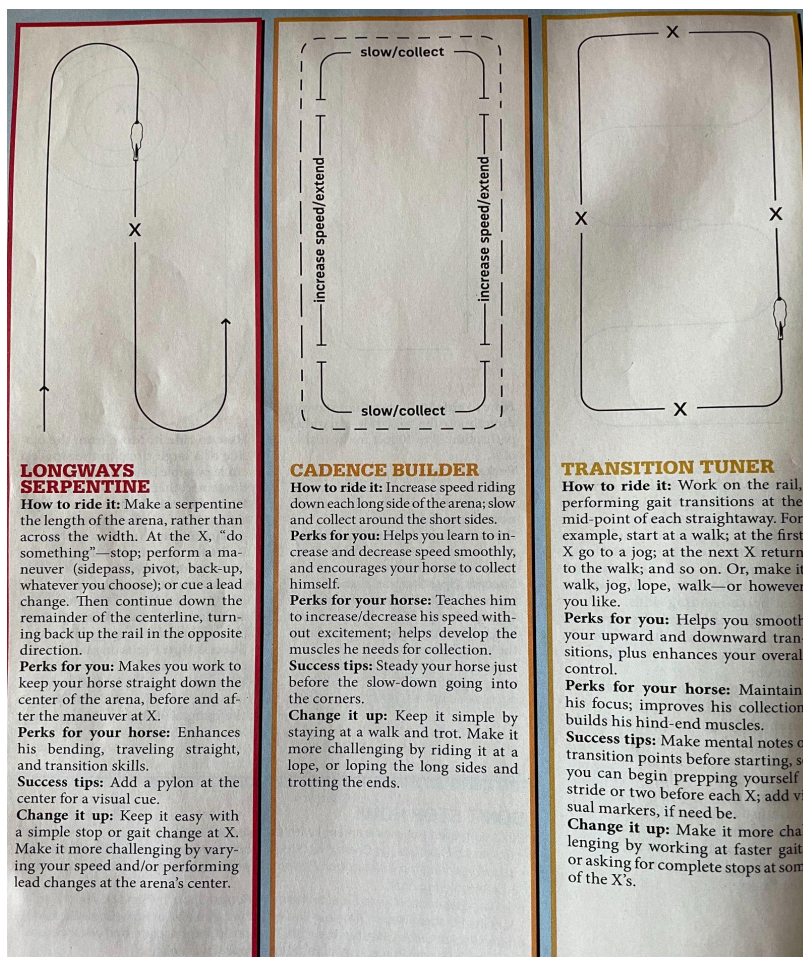 X
slow/collect
increase speed/extend
increase speed/extend
slow/collect
X
X
X
X
LONGWAYS
SERPENTINE
How to ride it: Make a serpentine
the length of the arena, rather than
across the width. At the X, “do
something”—stop; perform a ma-
neuver (sidepass, pivot, back-up,
whatever you choose); or cue a lead
change. Then continue down the
remainder of the centerline, turn-
ing back up the rail in the opposite
direction.
Perks for you: Makes you work to
keep your horse straight down the
center of the arena, before and af-
ter the maneuver at X.
Perks for your horse: Enhances
his bending, traveling straight,
and transition skills.
Success tips: Add a pylon at the
center for a visual cue.
Change it up: Keep it easy with
a simple stop or gait change at X.
Make it more challenging by vary-
ing your speed and/or performing
lead changes at the arena’s center.
CADENCE BUILDER
How to ride it: Increase speed riding
down each long side of the arena; slow
and collect around the short sides.
Perks for you: Helps you learn to in-
crease and decrease speed smoothly,
and encourages your horse to collect
himself.
Perks for your horse: Teaches him
to increase/decrease his speed with-
out excitement; helps develop the
muscles he needs for collection.
Success tips: Steady your horse just
before the slow-down going into
the corners.
Change it up: Keep it simple by
staying at a walk and trot. Make it
more challenging by riding it at a
lope, or loping the long sides and
trotting the ends.
TRANSITION TUNER
How to ride it: Work on the rail,
performing gait transitions at the
mid-point of each straightaway. For
example, start at a walk; at the first
X go to a jog; at the next X return
to the walk; and so on. Or, make it
walk, jog, lope, walk—or however
you like.
Perks for you: Helps you smooth
your upward and downward tran-
sitions, plus enhances your overal
control.
Perks for your horse: Maintain
his focus; improves his collection
builds his hind-end muscles.
Success tips: Make mental notes o
transition points before starting, s
you can begin prepping yourself
stride or two before each X; add vi
sual markers, if need be.
Change it up: Make it more cha
lenging by working at faster gait
or asking for complete stops at som
of the X’s.